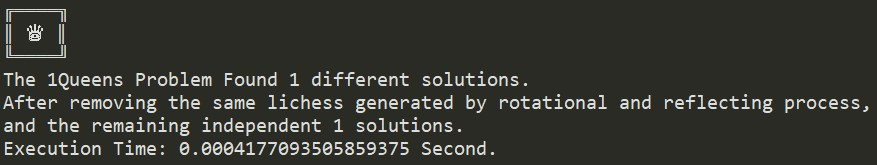 ♛
The 1Queens Problem Found 1 different solutions.
After removing the same lichess generated by rotational and reflecting process,
and the remaining independent 1 solutions.
Execution Time: 0.0004177093505859375 Second.